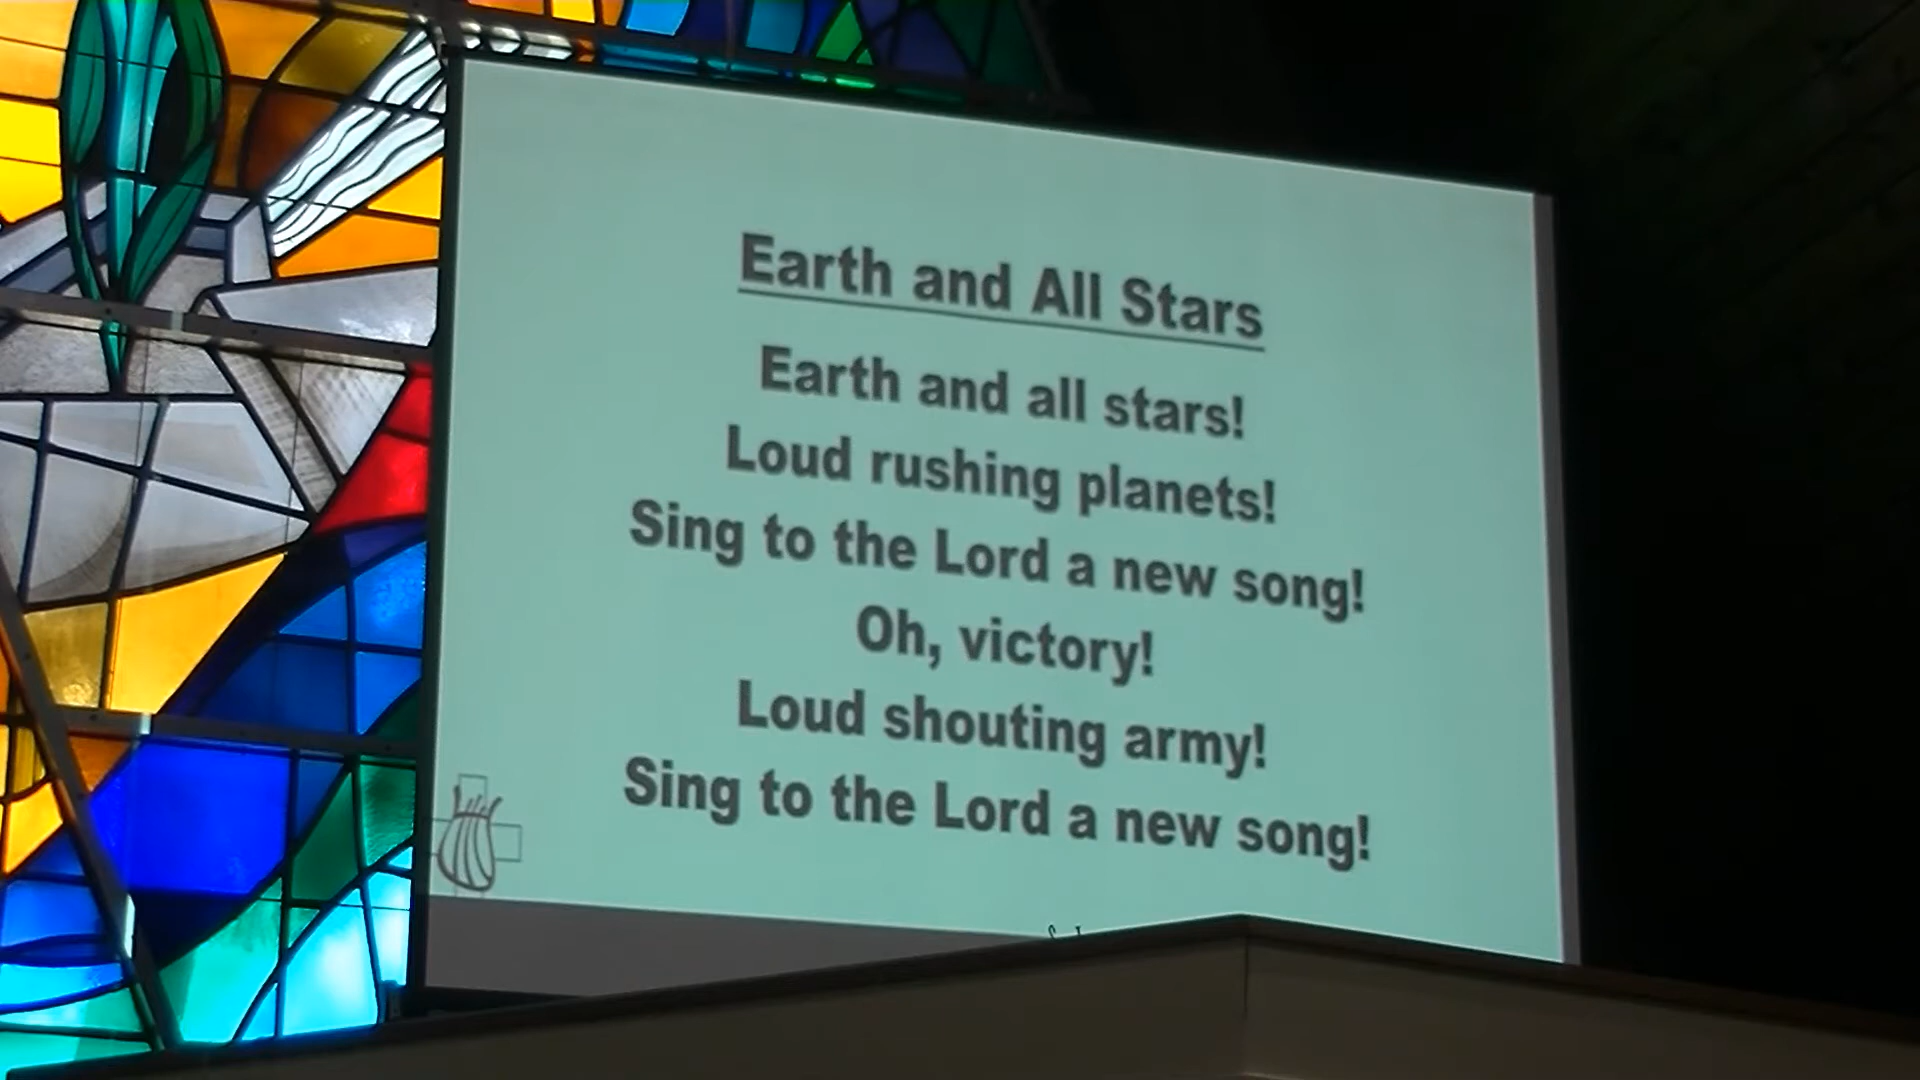 Earth and All Stars
Earth and all stars!
Loud rushing planets!
Sing to the Lord a new song!
Oh, victory!
Loud shouting army!
Sing to the Lord a new song!